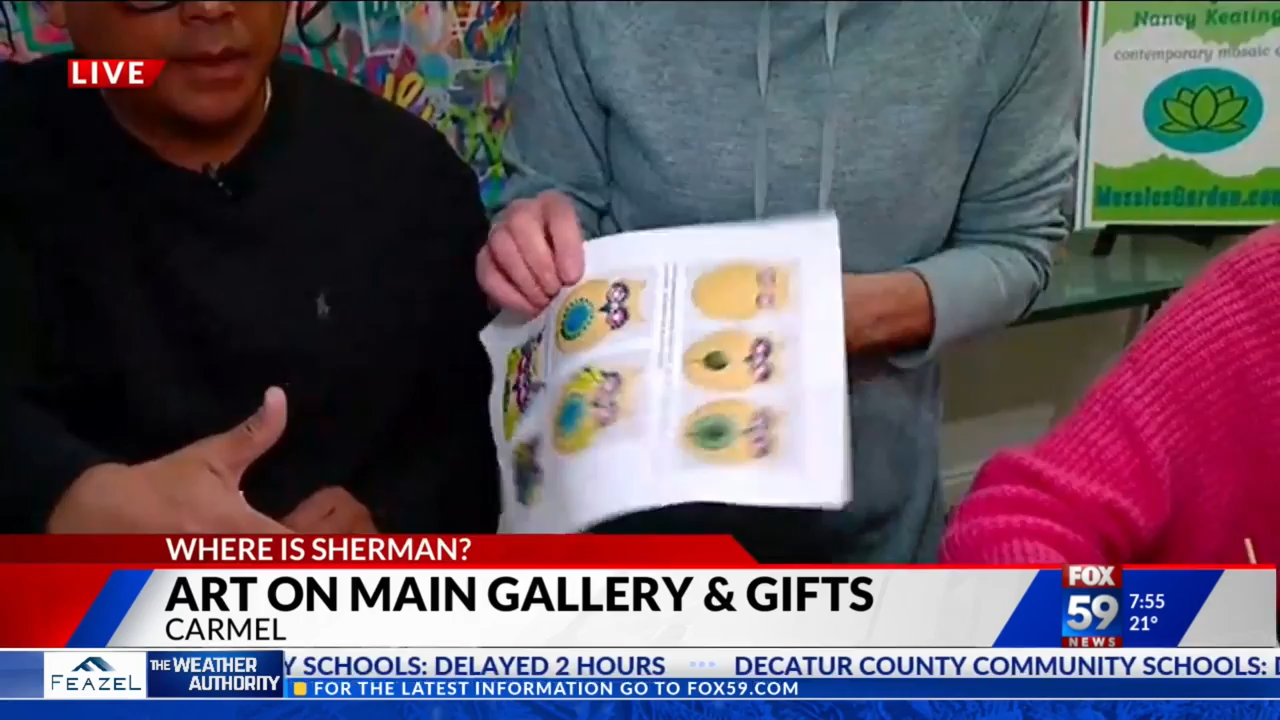 LIVE
Nancy Keating
contemporary mosaic
WHERE IS SHERMAN?
ART ON MAIN GALLERY & GIFTS
CARMEL
FOX
59
NEWS
7:55
21°
FEAZEL
THE WEATHER
AUTHORITY
Y SCHOOLS: DELAYED 2 HOURS ··· DECATUR COUNTY COMMUNITY SCHOOLS:
FOR THE LATEST INFORMATION GO TO FOX59.COM